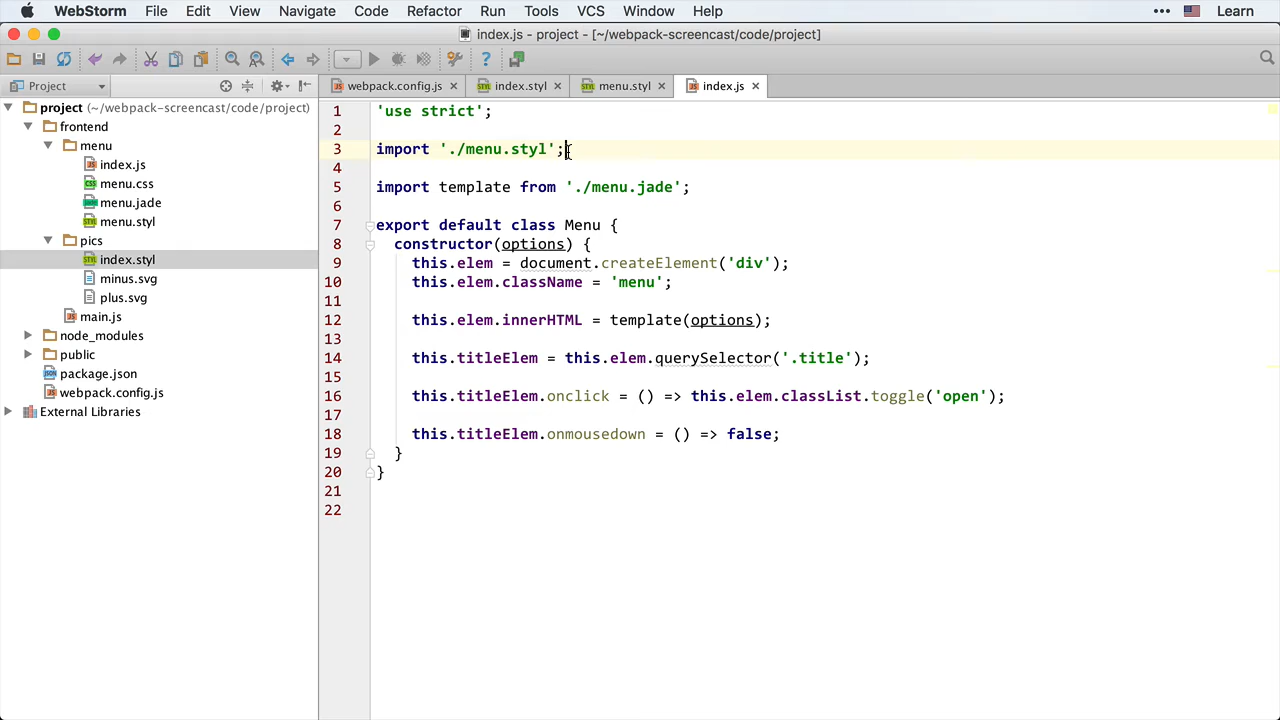 WebStorm File Edit View Navigate Code Refactor Run Tools VCS Window Help ••• Learn
index.js - project - [~/webpack-screencast/code/project]
Project
webpack.config.js index.styl menu.styl index.js
project (~/webpack-screencast/code/project)
frontend
menu
index.js
menu.css
menu.jade
menu.styl
pics
index.styl
minus.svg
plus.svg
main.js
node_modules
public
package.json
webpack.config.js
External Libraries
1 'use strict';
2
3 import './menu.styl';
4
5 import template from './menu.jade';
6
7 export default class Menu {
8 constructor(options) {
9 this.elem = document.createElement('div');
10 this.elem.className = 'menu';
11
12 this.elem.innerHTML = template(options);
13
14 this.titleElem = this.elem.querySelector('.title');
15
16 this.titleElem.onclick = () => this.elem.classList.toggle('open');
17
18 this.titleElem.onmousedown = () => false;
19 }
20 }
21
22